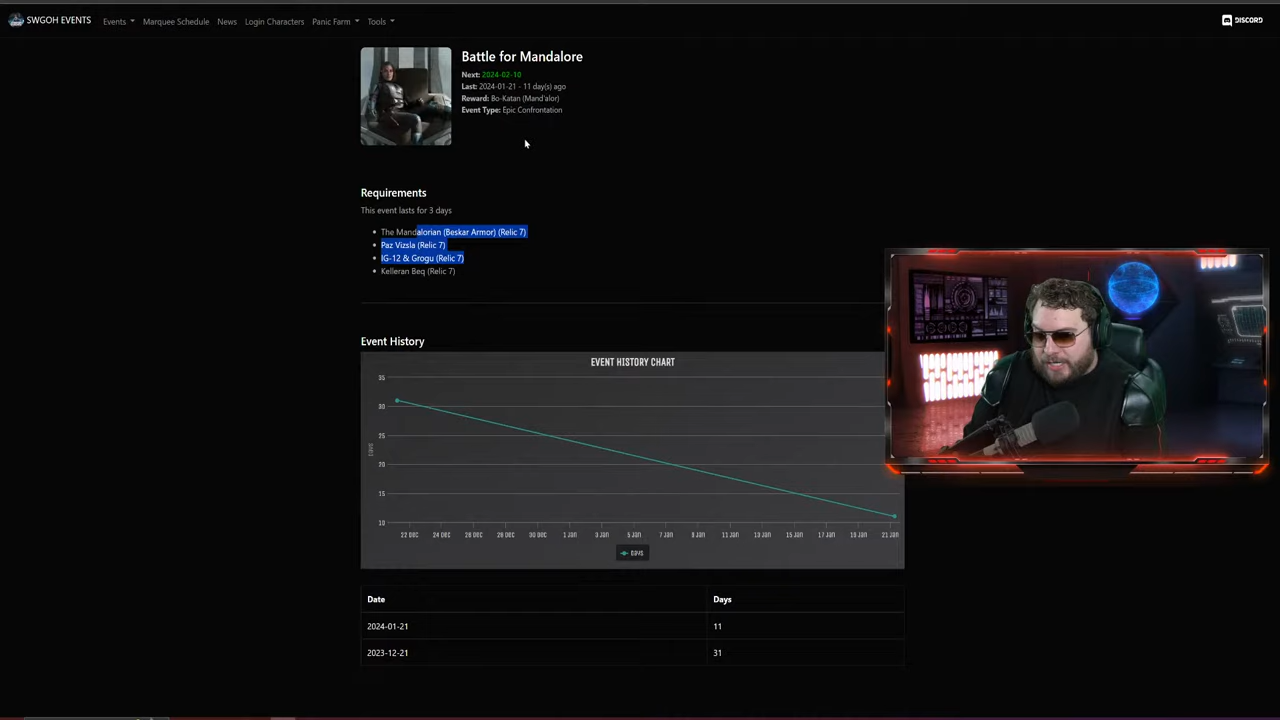 SWGOH EVENTS
Events
Marquee Schedule
News
Login Characters
Panic Farm
Tools
DISCORD
Battle for Mandalore
Next: 2024-02-10
Last: 2024-01-21 - 11 day(s) ago
Reward: Bo-Katan (Mand'alor)
Event Type: Epic Confrontation
Requirements
This event lasts for 3 days
The Mandalorian (Beskar Armor) (Relic 7)
Paz Vizsla (Relic 7)
IG-12 & Grogu (Relic 7)
Kelleran Beq (Relic 7)
Event History
EVENT HISTORY CHART
35
30
25
20
15
10
DAYS
22 DEC 24 DEC 26 DEC 28 DEC 30 DEC 1 JAN 3 JAN 5 JAN 7 JAN 9 JAN 11 JAN 13 JAN 15 JAN 17 JAN 19 JAN 21 JAN
DAYS
Date Days
2024-01-21 11
2023-12-21 31